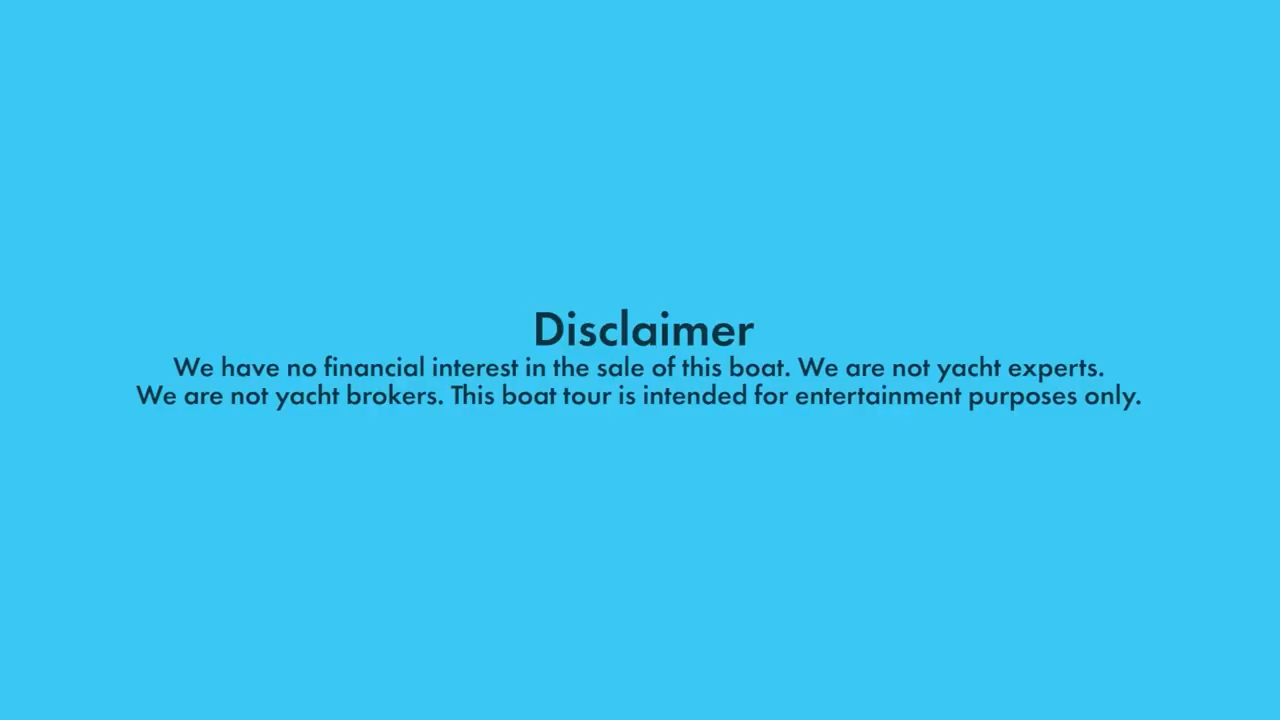 Disclaimer
We have no financial interest in the sale of this boat. We are not yacht experts.
We are not yacht brokers. This boat tour is intended for entertainment purposes only.